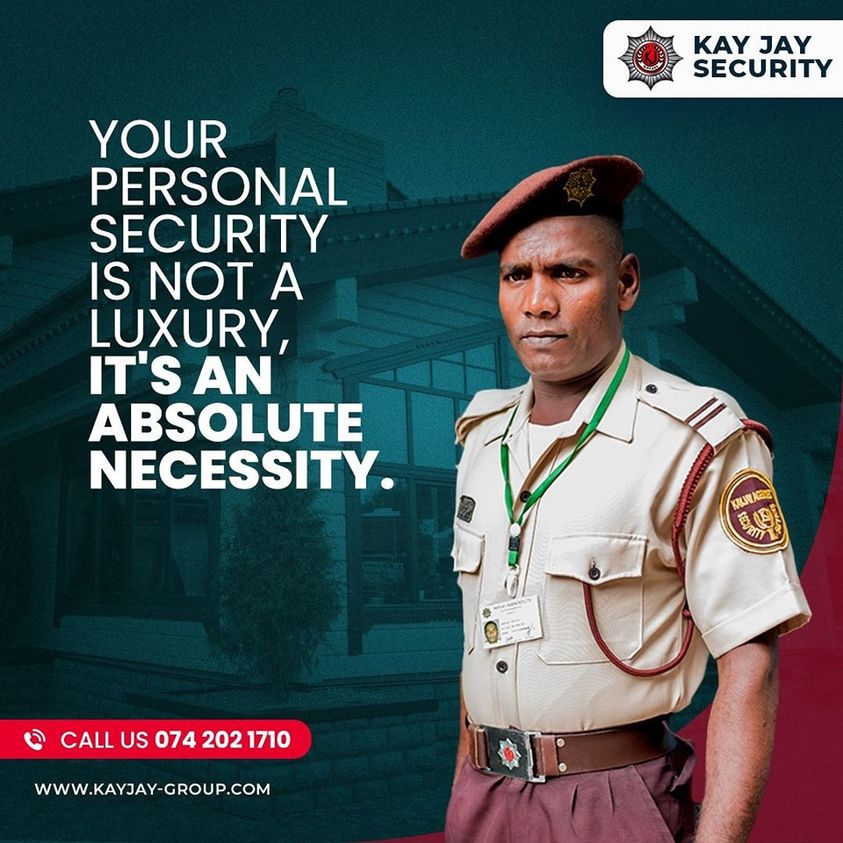 KAY JAY
SECURITY
YOUR
PERSONAL
SECURITY
IS NOT A
LUXURY,
IT'S AN
ABSOLUTE
NECESSITY.
CALL US 074 202 1710
WWW.KAYJAY-GROUP.COM